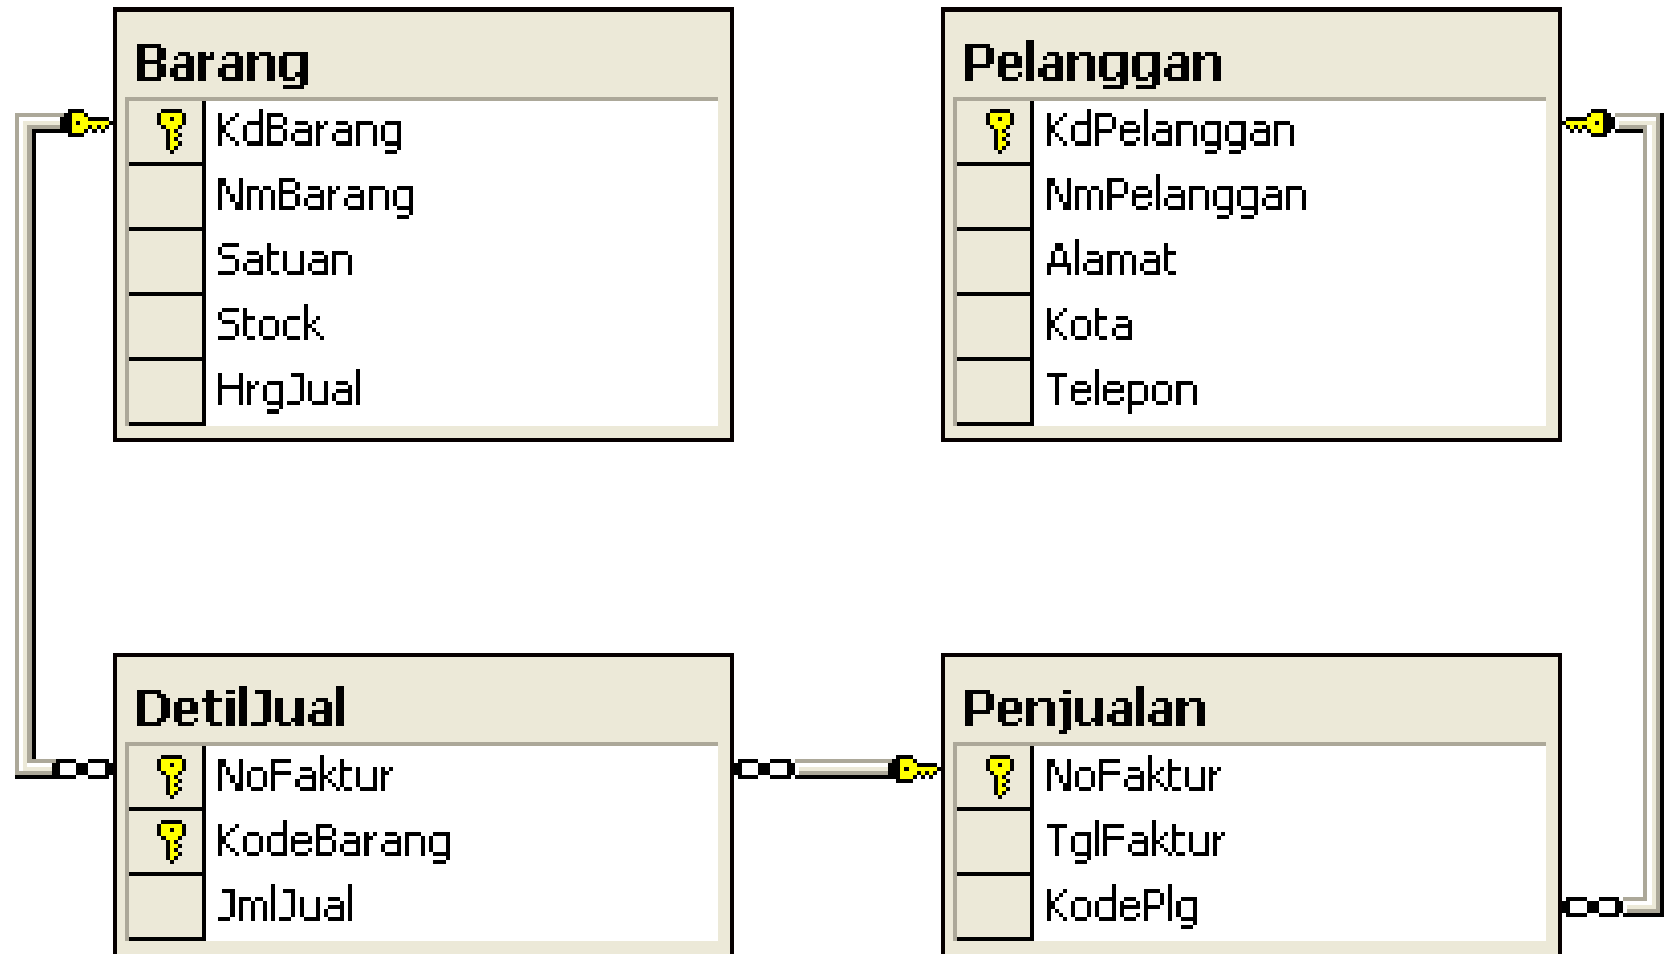 Barang
KdBarang
NmBarang
Satuan
Stock
HrgJual
Pelanggan
KdPelanggan
NmPelanggan
Alamat
Kota
Telepon
DetilJual
NoFaktur
KodeBarang
JmlJual
Penjualan
NoFaktur
TglFaktur
KodePlg